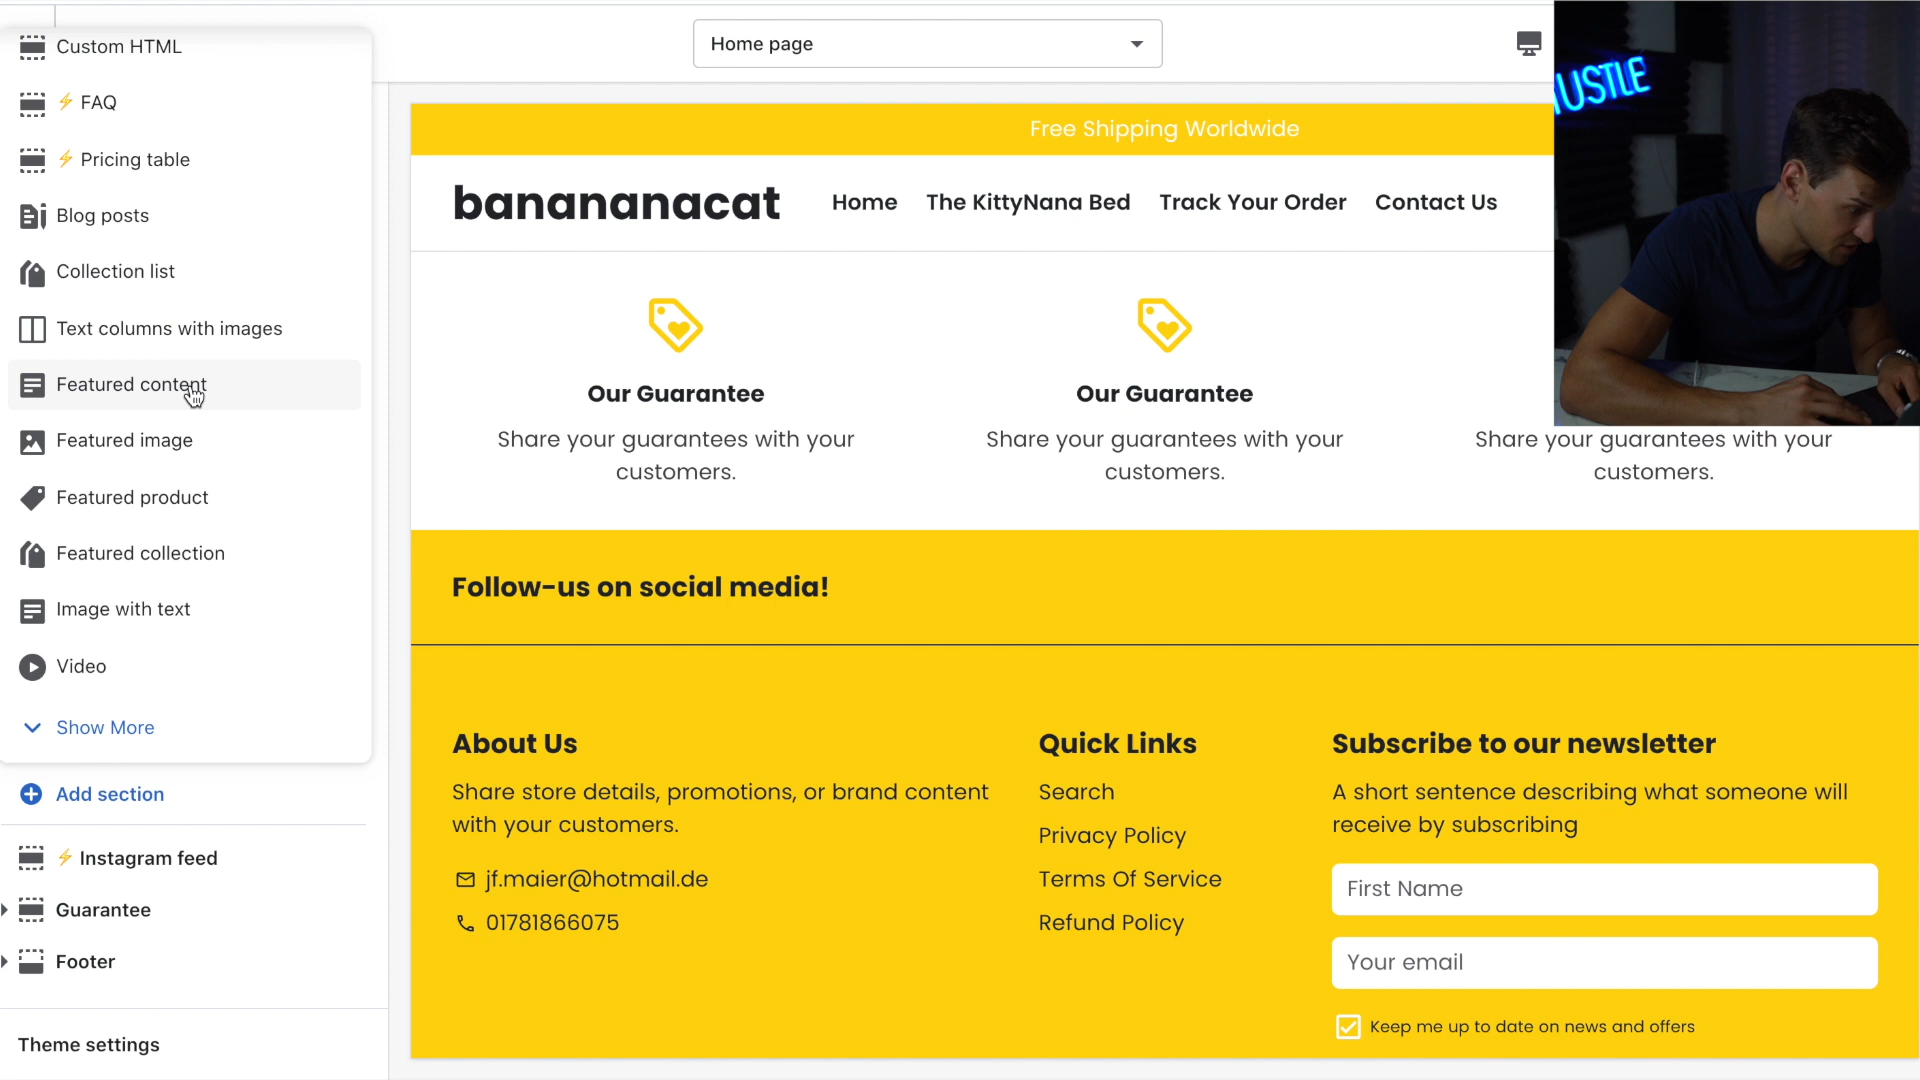 Custom HTML
⚡ FAQ
⚡ Pricing table
Blog posts
Collection list
Text columns with images
Featured content
Featured image
Featured product
Featured collection
Image with text
Video
Show More
Add section
⚡ Instagram feed
Guarantee
Footer
Theme settings
Home page
Free Shipping Worldwide
banananacat
Home
The KittyNana Bed
Track Your Order
Contact Us
Our Guarantee
Share your guarantees with your
customers.
Our Guarantee
Share your guarantees with your
customers.
Share your guarantees with your
customers.
Follow-us on social media!
About Us
Share store details, promotions, or brand content
with your customers.
jf.maier@hotmail.de
01781866075
Quick Links
Search
Privacy Policy
Terms Of Service
Refund Policy
Subscribe to our newsletter
A short sentence describing what someone will
receive by subscribing
First Name
Your email
Keep me up to date on news and offers
USTLE